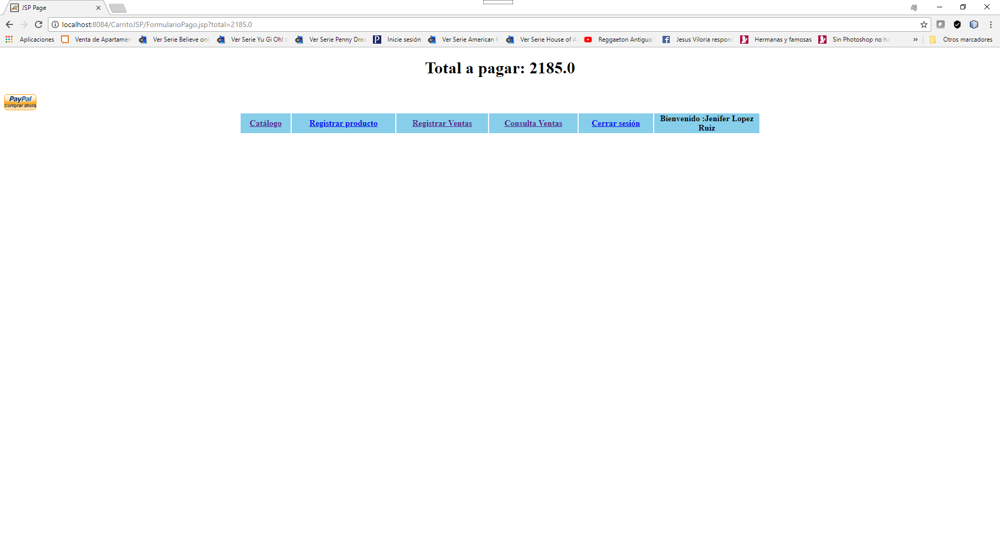 JSP Page
Aj
localhost:8084/CarritoJSP/FormularioPago.jsp?total=2185.0
Aplicaciones
Venta de Apartamen
Ver Serie Believe onl
Ver Serie Yu Gi Oh! c
Ver Serie Penny Drea
P
Inicie sesión
Ver Serie American h
Ver Serie House of A
Reggaeton Antiguo
Jesus Viloria respon
Hermanas y famosas
Sin Photoshop no ha
»
Otros marcadores
Total a pagar: 2185.0
PayPal
Comprar ahora
Catálogo
Registrar producto
Registrar Ventas
Consulta Ventas
Cerrar sesión
Bienvenido :Jenifer Lopez
Ruiz